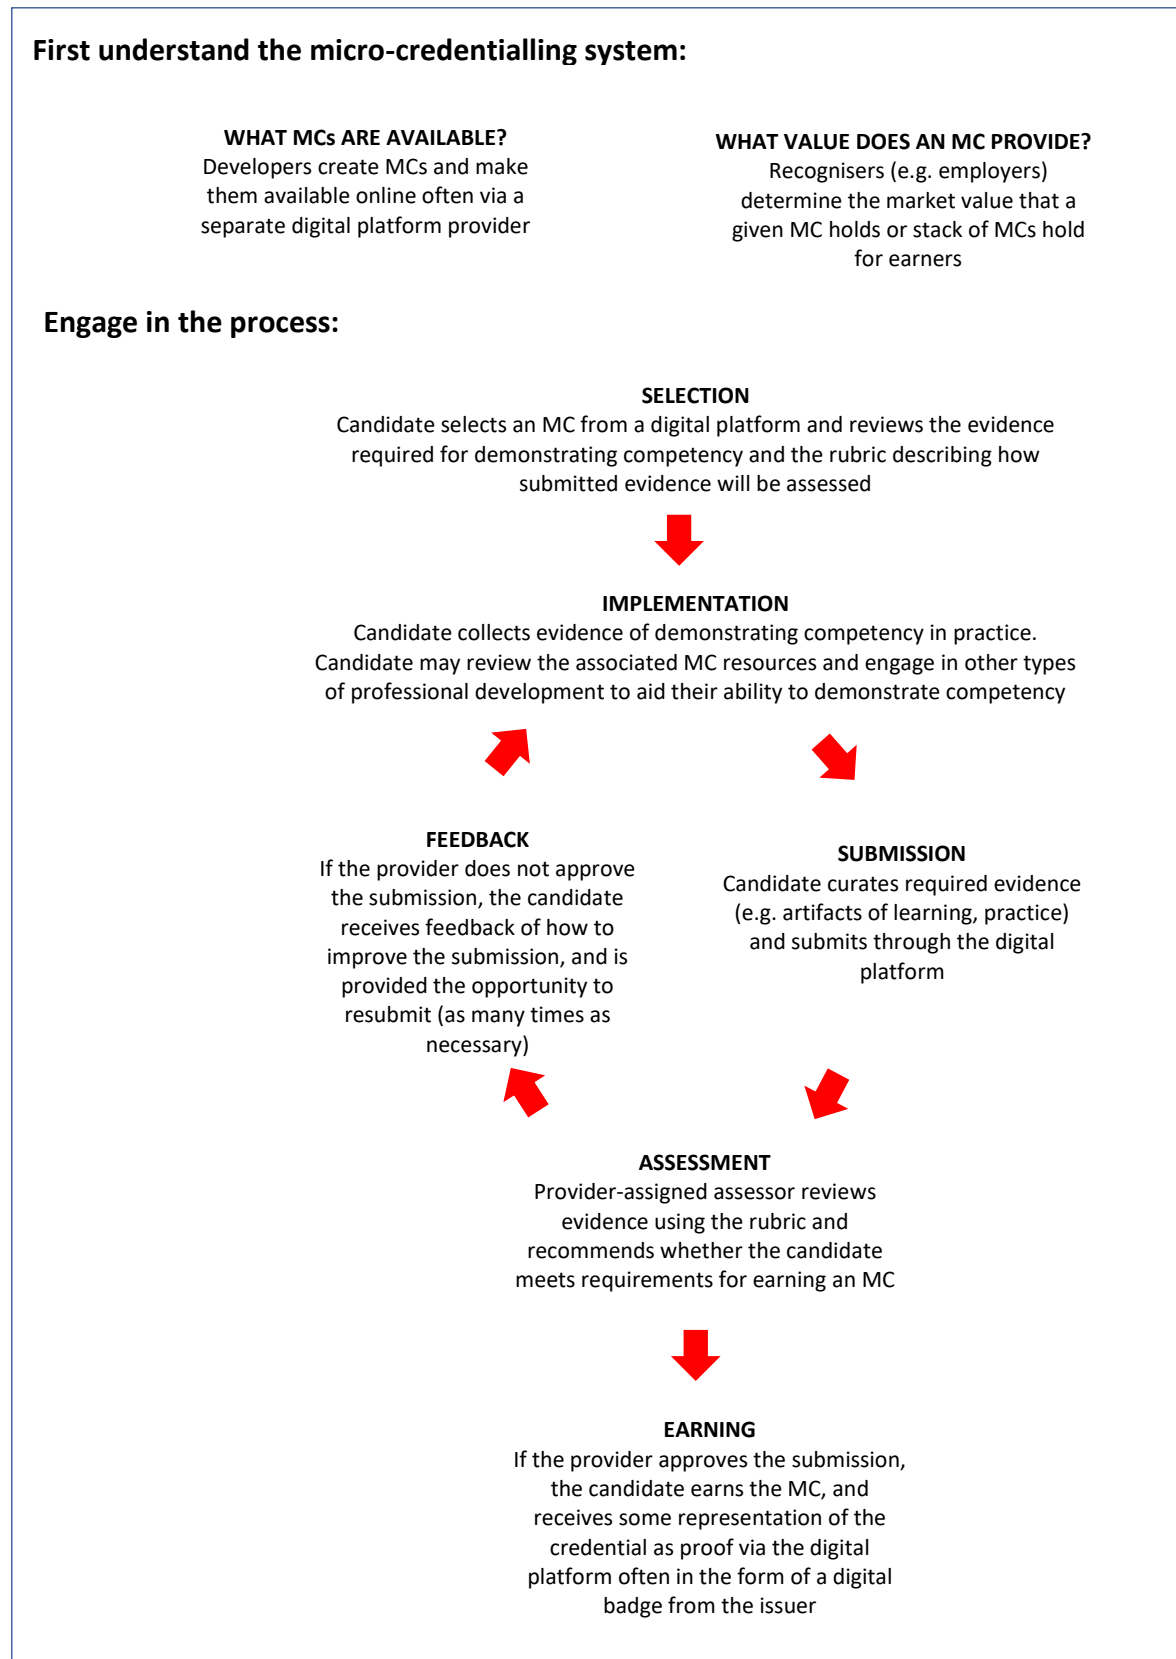 First understand the micro-credentialling system:
WHAT MCs ARE AVAILABLE?
Developers create MCs and make
them available online often via a
separate digital platform provider
WHAT VALUE DOES AN MC PROVIDE?
Recognisers (e.g. employers)
determine the market value that a
given MC holds or stack of MCs hold
for earners
Engage in the process:
SELECTION
Candidate selects an MC from a digital platform and reviews the evidence
required for demonstrating competency and the rubric describing how
submitted evidence will be assessed
IMPLEMENTATION
Candidate collects evidence of demonstrating competency in practice.
Candidate may review the associated MC resources and engage in other types
of professional development to aid their ability to demonstrate competency
FEEDBACK
If the provider does not approve
the submission, the candidate
receives feedback of how to
improve the submission, and is
provided the opportunity to
resubmit (as many times as
necessary)
SUBMISSION
Candidate curates required evidence
(e.g. artifacts of learning, practice)
and submits through the digital
platform
ASSESSMENT
Provider-assigned assessor reviews
evidence using the rubric and
recommends whether the candidate
meets requirements for earning an MC
EARNING
If the provider approves the submission,
the candidate earns the MC, and
receives some representation of the
credential as proof via the digital
platform often in the form of a digital
badge from the issuer